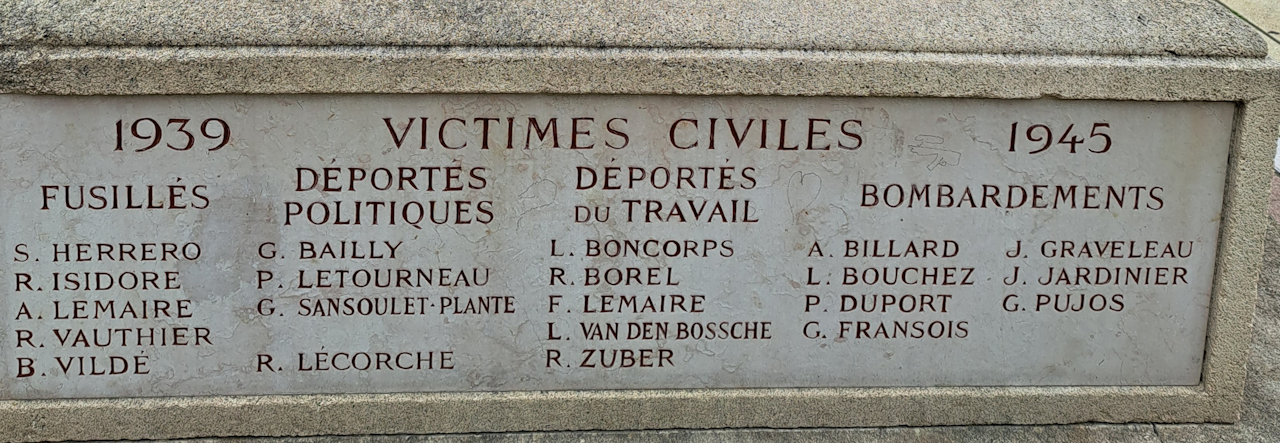 1939 VICTIMES CIVILES 1945
FUSILLÉS
S. HERRERO
R. ISIDORE
A. LEMAIRE
R. VAUTHIER
B. VILDÉ
DÉPORTÉS
POLITIQUES
G. BAILLY
P. LETOURNEAU
G. SANSOULET-PLANTE
R. LÉCORCHE
DÉPORTÉS
DU TRAVAIL
L. BONCORPS
R. BOREL
F. LEMAIRE
L. VAN DEN BOSSCHE
R. ZUBER
BOMBARDEMENTS
A. BILLARD
L. BOUCHEZ
P. DUPORT
G. FRANSOIS
J. GRAVELEAU
J. JARDINIER
G. PUJOS